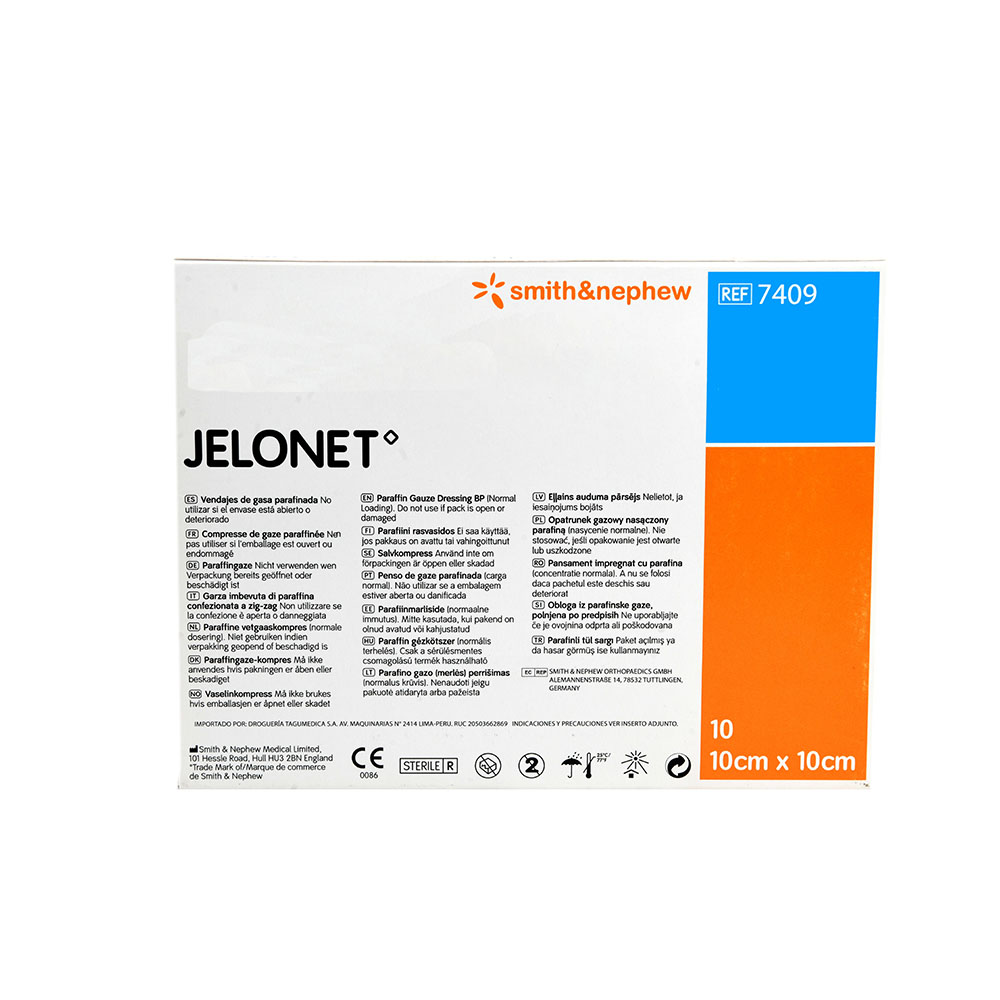 smith&nephew
REF 7409
JELONET◇
ES Vendajes de gasa parafinada No
utilizar si el envase está abierto o
deteriorado
FR Compresse de gaze paraffinée Non
pas utiliser si l'emballage est ouvert ou
endommagé
DE Paraffingaze Nicht verwenden wen
Verpackung bereits geöffnet oder
beschädigt ist
IT Garza imbevuta di paraffina
confezionata a zig-zag Non utilizzare se
la confezione è aperta o danneggiata
NL Paraffine vetgaaskompres (normale
dosering). Niet gebruiken indien
verpakking geopend of beschadigd is
DK Paraffingaze-kompres Må ikke
anvendes hvis pakningen er åben eller
beskadiget
NO Vaselinkompress Må ikke brukes
hvis emballasjen er åpnet eller skadet
EN Paraffin Gauze Dressing BP (Normal
Loading). Do not use if pack is open or
damaged
FI Parafiini rasvasidos Ei saa käyttää,
jos pakkaus on avattu tai vahingoittunut
SE Salvkompress Använd inte om
förpackningen är öppen eller skadad
PT Penso de gaze parafinada (carga
normal). Não utilizar se a embalagem
estiver aberta ou danificada
EE Parafiinmarliside (normaalne
immutus). Mitte kasutada, kui pakend on
olnud avatud või kahjustatud
HU Paraffin gézkötszer (normális
terhelés). Csak a sérülésmentes
csomagolású termék használható
LT Parafino gazo (merlės) perrišimas
(normalus krūvis). Nenaudoti jeigu
pakuotė atidaryta arba pažeista
LV Eļļains auduma pārsējs Nelietot, ja
iesaiņojums bojāts
PL Opatrunek gazowy nasączony
parafiną (nasycenie normalne). Nie
stosować, jeśli opakowanie jest otwarte
lub uszkodzone
RO Pansament impregnat cu parafina
(concentratie normala). A nu se folosi
daca pachetul este deschis sau
deteriorat
SI Obloga iz parafinske gaze,
polnjena po predpisih Ne uporabljajte
če je ovojnina odprta ali poškodovana
TR Parafinli tül sargı Paket açılmış ya
da hasar görmüş ise kullanmayınız
EC REP SMITH & NEPHEW ORTHOPAEDICS GMBH
ALEMANNENSTRAßE 14, 78532 TUTTLINGEN,
GERMANY
IMPORTADO POR: DROGUERÍA TAGUMEDICA S.A. AV. MAQUINARIAS N° 2414 LIMA-PERU. RUC 20503662869 INDICACIONES Y PRECAUCIONES VER INSERTO ADJUNTO.
Smith & Nephew Medical Limited,
101 Hessle Road, Hull HU3 2BN England
*Trade Mark of/Marque de commerce
de Smith & Nephew
CE
0086
STERILE R
2
25°C/
77°F
10
10cm x 10cm